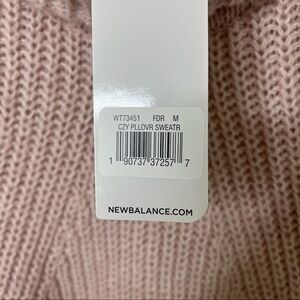 WT73451 FDR M
CZY PLLOVR SWEATR
1 90737 37257 7
NEWBALANCE.COM